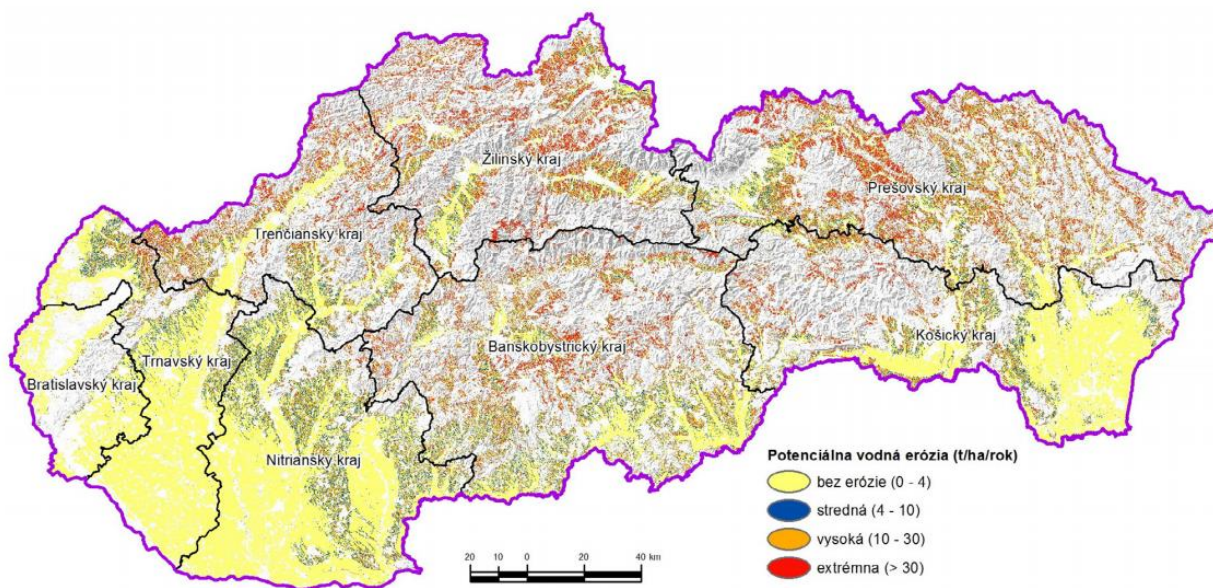 Žilinský kraj
Prešovský kraj
Trenčiansky kraj
Košický kraj
Banskobystrický kraj
Trnavský kraj
Bratislavský kraj
Nitriansky kraj
Potenciálna vodná erózia (t/ha/rok)
bez erózie (0 - 4)
stredná (4 - 10)
vysoká (10 - 30)
extrémna (> 30)
20 10 0 20 40 km